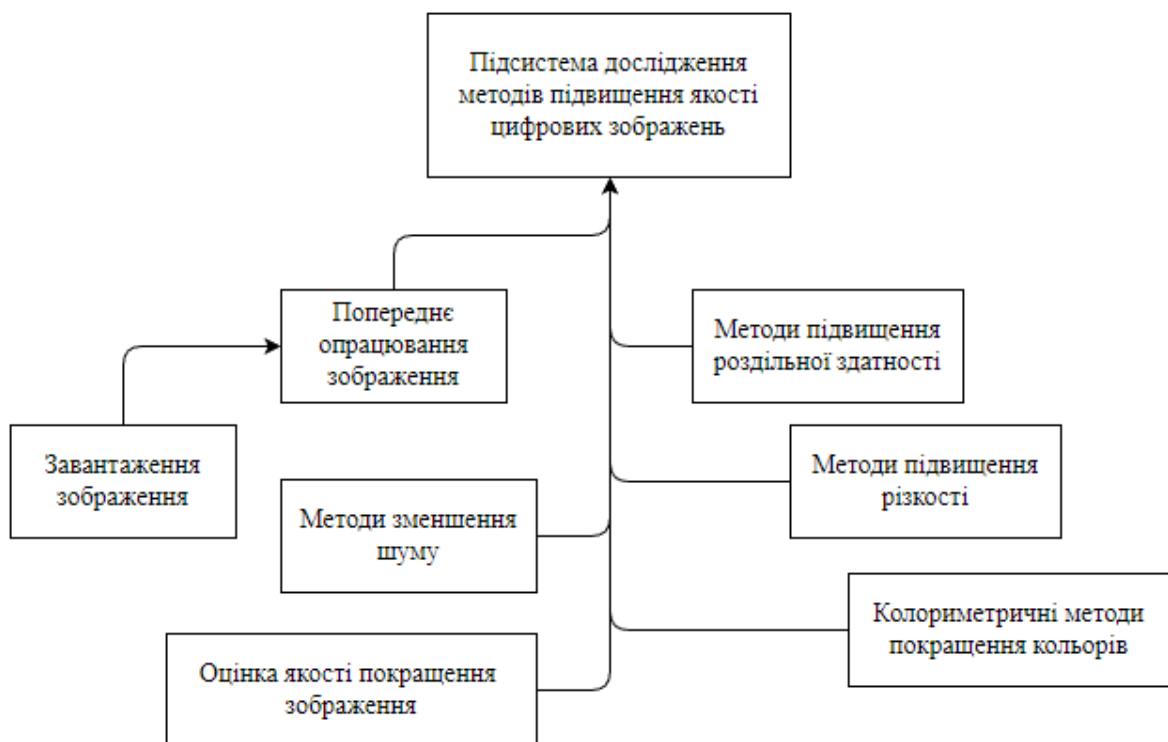 Підсистема дослідження
методів підвищення якості
цифрових зображень
Попереднє
опрацювання
зображення
Методи підвищення
роздільної здатності
Завантаження
зображення
Методи підвищення
різкості
Методи зменшення
шуму
Колориметричні методи
покращення кольорів
Оцінка якості покращення
зображення